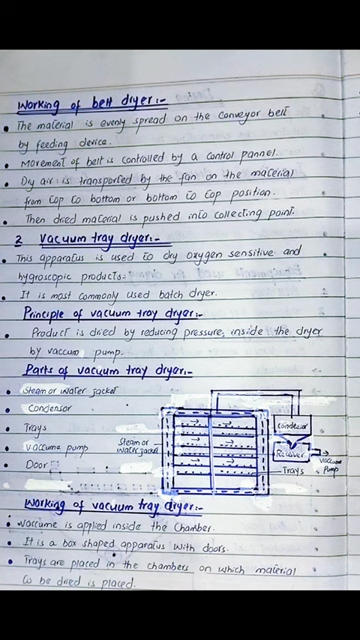 Working of belt dryer:-
• The material is evenly spread on the conveyor belt
by feeding device.
• Movement of belt is controlled by a control pannel.
• Dry air is transported by the fan on the material
from top to bottom or bottom to top position.
• Then dried material is pushed into collecting point.
2 Vacuum tray dryer:-
• This apparatus is used to dry oxygen sensitive and
hygroscopic products:-
• It is most commonly used batch dryer.
Principle of vacuum tray dryer:-
• Product is dried by reducing pressure, inside the dryer
by vaccum pump.
Parts of vacuum tray dryer:-
• Steam or water jacket
• Condensor
• Trays
• vaccume pump
• Door
Steam or
water jacket
condensor
Reciever
vaccume
pump
Trays
Working of vacuum tray dryer:-
• vaccume is applied inside the chamber.
• It is a box shaped apparatus with doors.
• Trays are placed in the chambers on which material
to be dried is placed.